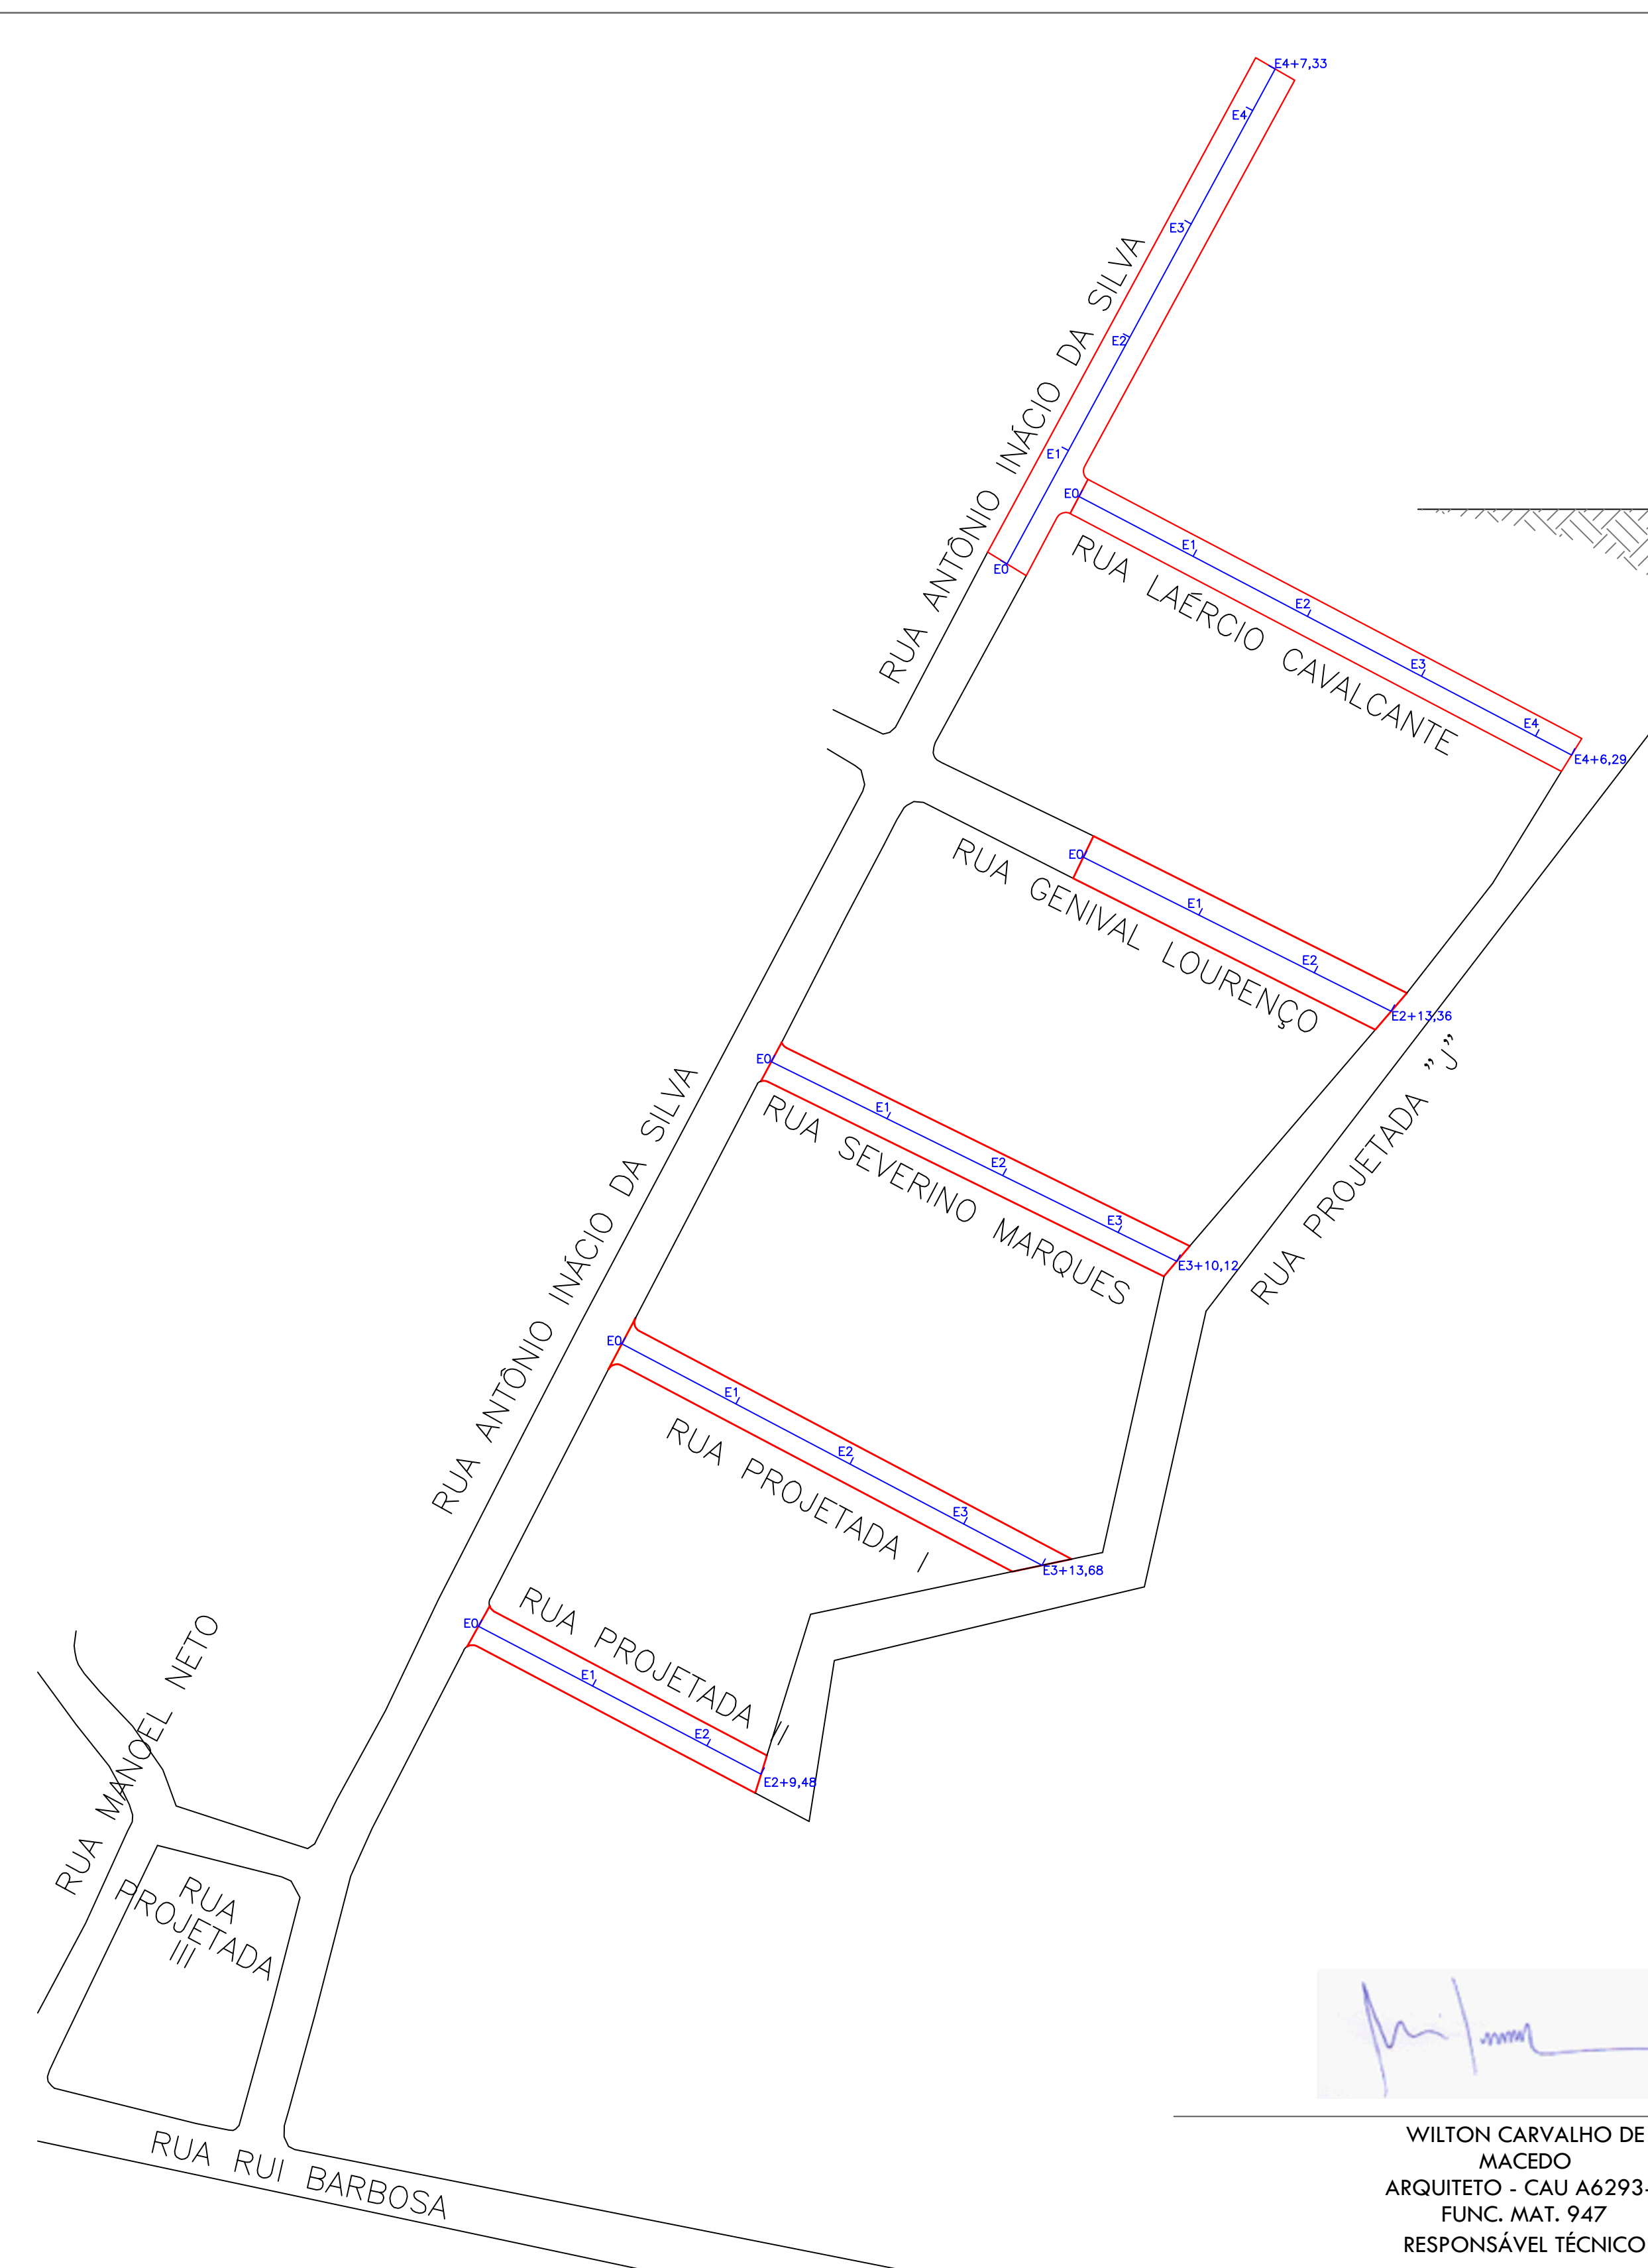 E4+7,33
E4
E3
E2
E1
E0
RUA ANTÔNIO INÁCIO DA SILVA
E0
E1
E2
E3
E4
E4+6,29
RUA LAÉRCIO CAVALCANTE
E0
E1
E2
E2+13,36
RUA GENIVAL LOURENÇO
RUA PROJETADA "J"
E0
E1
E2
E3
E3+10,12
RUA SEVERINO MARQUES
RUA ANTÔNIO INÁCIO DA SILVA
E0
E1
E2
E3
E3+13,68
RUA PROJETADA I
RUA PROJETADA II
E0
E1
E2
E2+9,48
RUA MANOEL NETO
RUA
PROJETADA
III
RUA RUI BARBOSA
WILTON CARVALHO DE
MACEDO
ARQUITETO - CAU A6293-
FUNC. MAT. 947
RESPONSÁVEL TÉCNICO